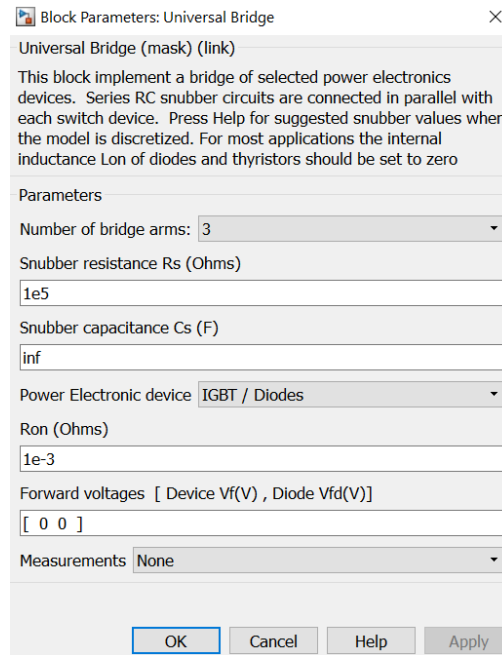 Block Parameters: Universal Bridge
Universal Bridge (mask) (link)
This block implement a bridge of selected power electronics
devices. Series RC snubber circuits are connected in parallel with
each switch device. Press Help for suggested snubber values when
the model is discretized. For most applications the internal
inductance Lon of diodes and thyristors should be set to zero
Parameters
Number of bridge arms: 3
Snubber resistance Rs (Ohms)
1e5
Snubber capacitance Cs (F)
inf
Power Electronic device IGBT / Diodes
Ron (Ohms)
1e-3
Forward voltages [ Device Vf(V) , Diode Vfd(V)]
[ 0 0 ]
Measurements None
OK Cancel Help Apply